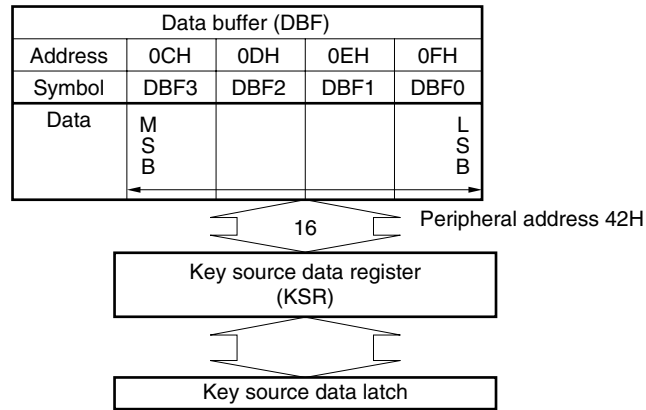 Data buffer (DBF)
Address 0CH 0DH 0EH 0FH
Symbol DBF3 DBF2 DBF1 DBF0
Data
M
S
B
L
S
B
16
Peripheral address 42H
Key source data register
(KSR)
Key source data latch